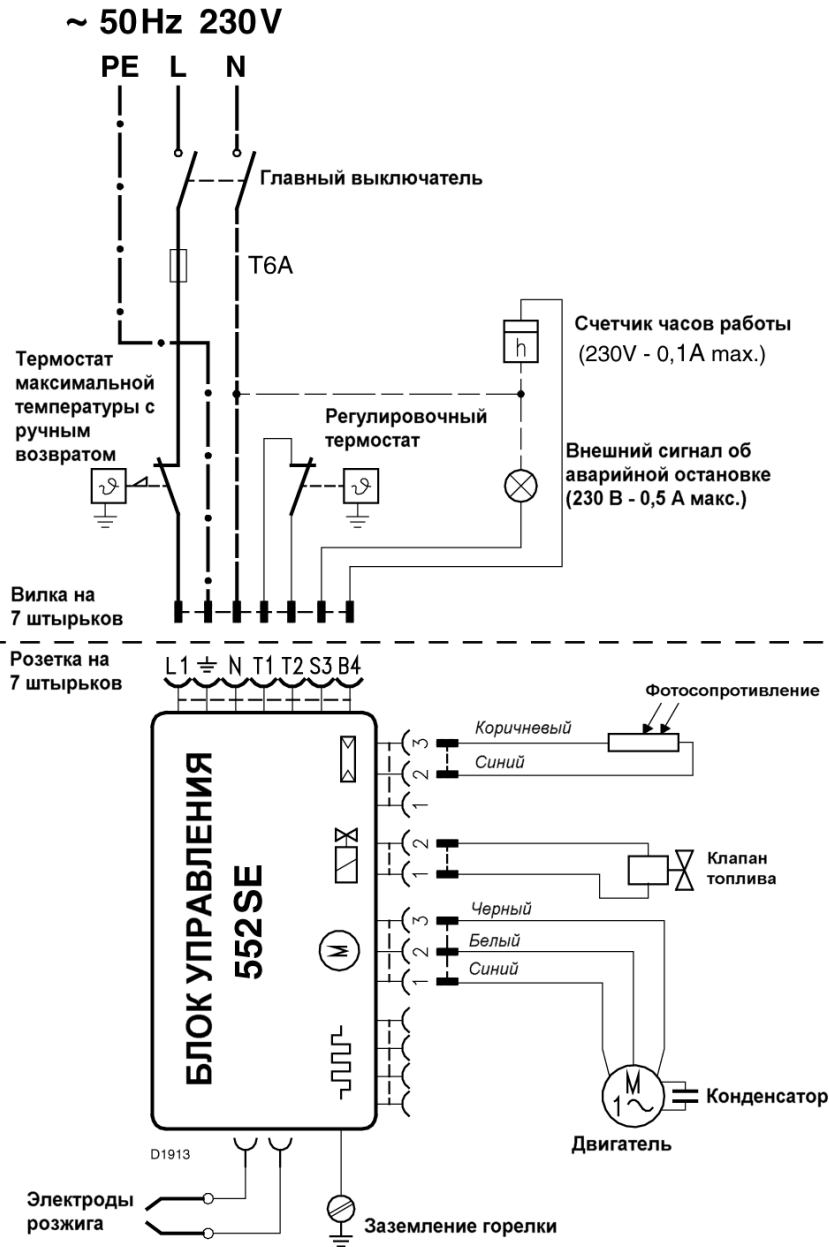 ~ 50Hz 230V
PE L N
Главный выключатель
T6A
Счетчик часов работы
(230V - 0,1A max.)
h
Термостат
максимальной
температуры с
ручным
возвратом
Регулировочный
термостат
Внешний сигнал об
аварийной остановке
(230 В - 0,5 А макс.)
ϑ
ϑ
Вилка на
7 штырьков
Розетка на
7 штырьков
L1 N T1 T2 S3 B4
Фотосопротивление
3 Коричневый
2 Синий
1
2
1
Клапан
топлива
БЛОК УПРАВЛЕНИЯ
552SE
M
3 Черный
2 Белый
1 Синий
M
1~
Конденсатор
Двигатель
D1913
Электроды
розжига
Заземление горелки